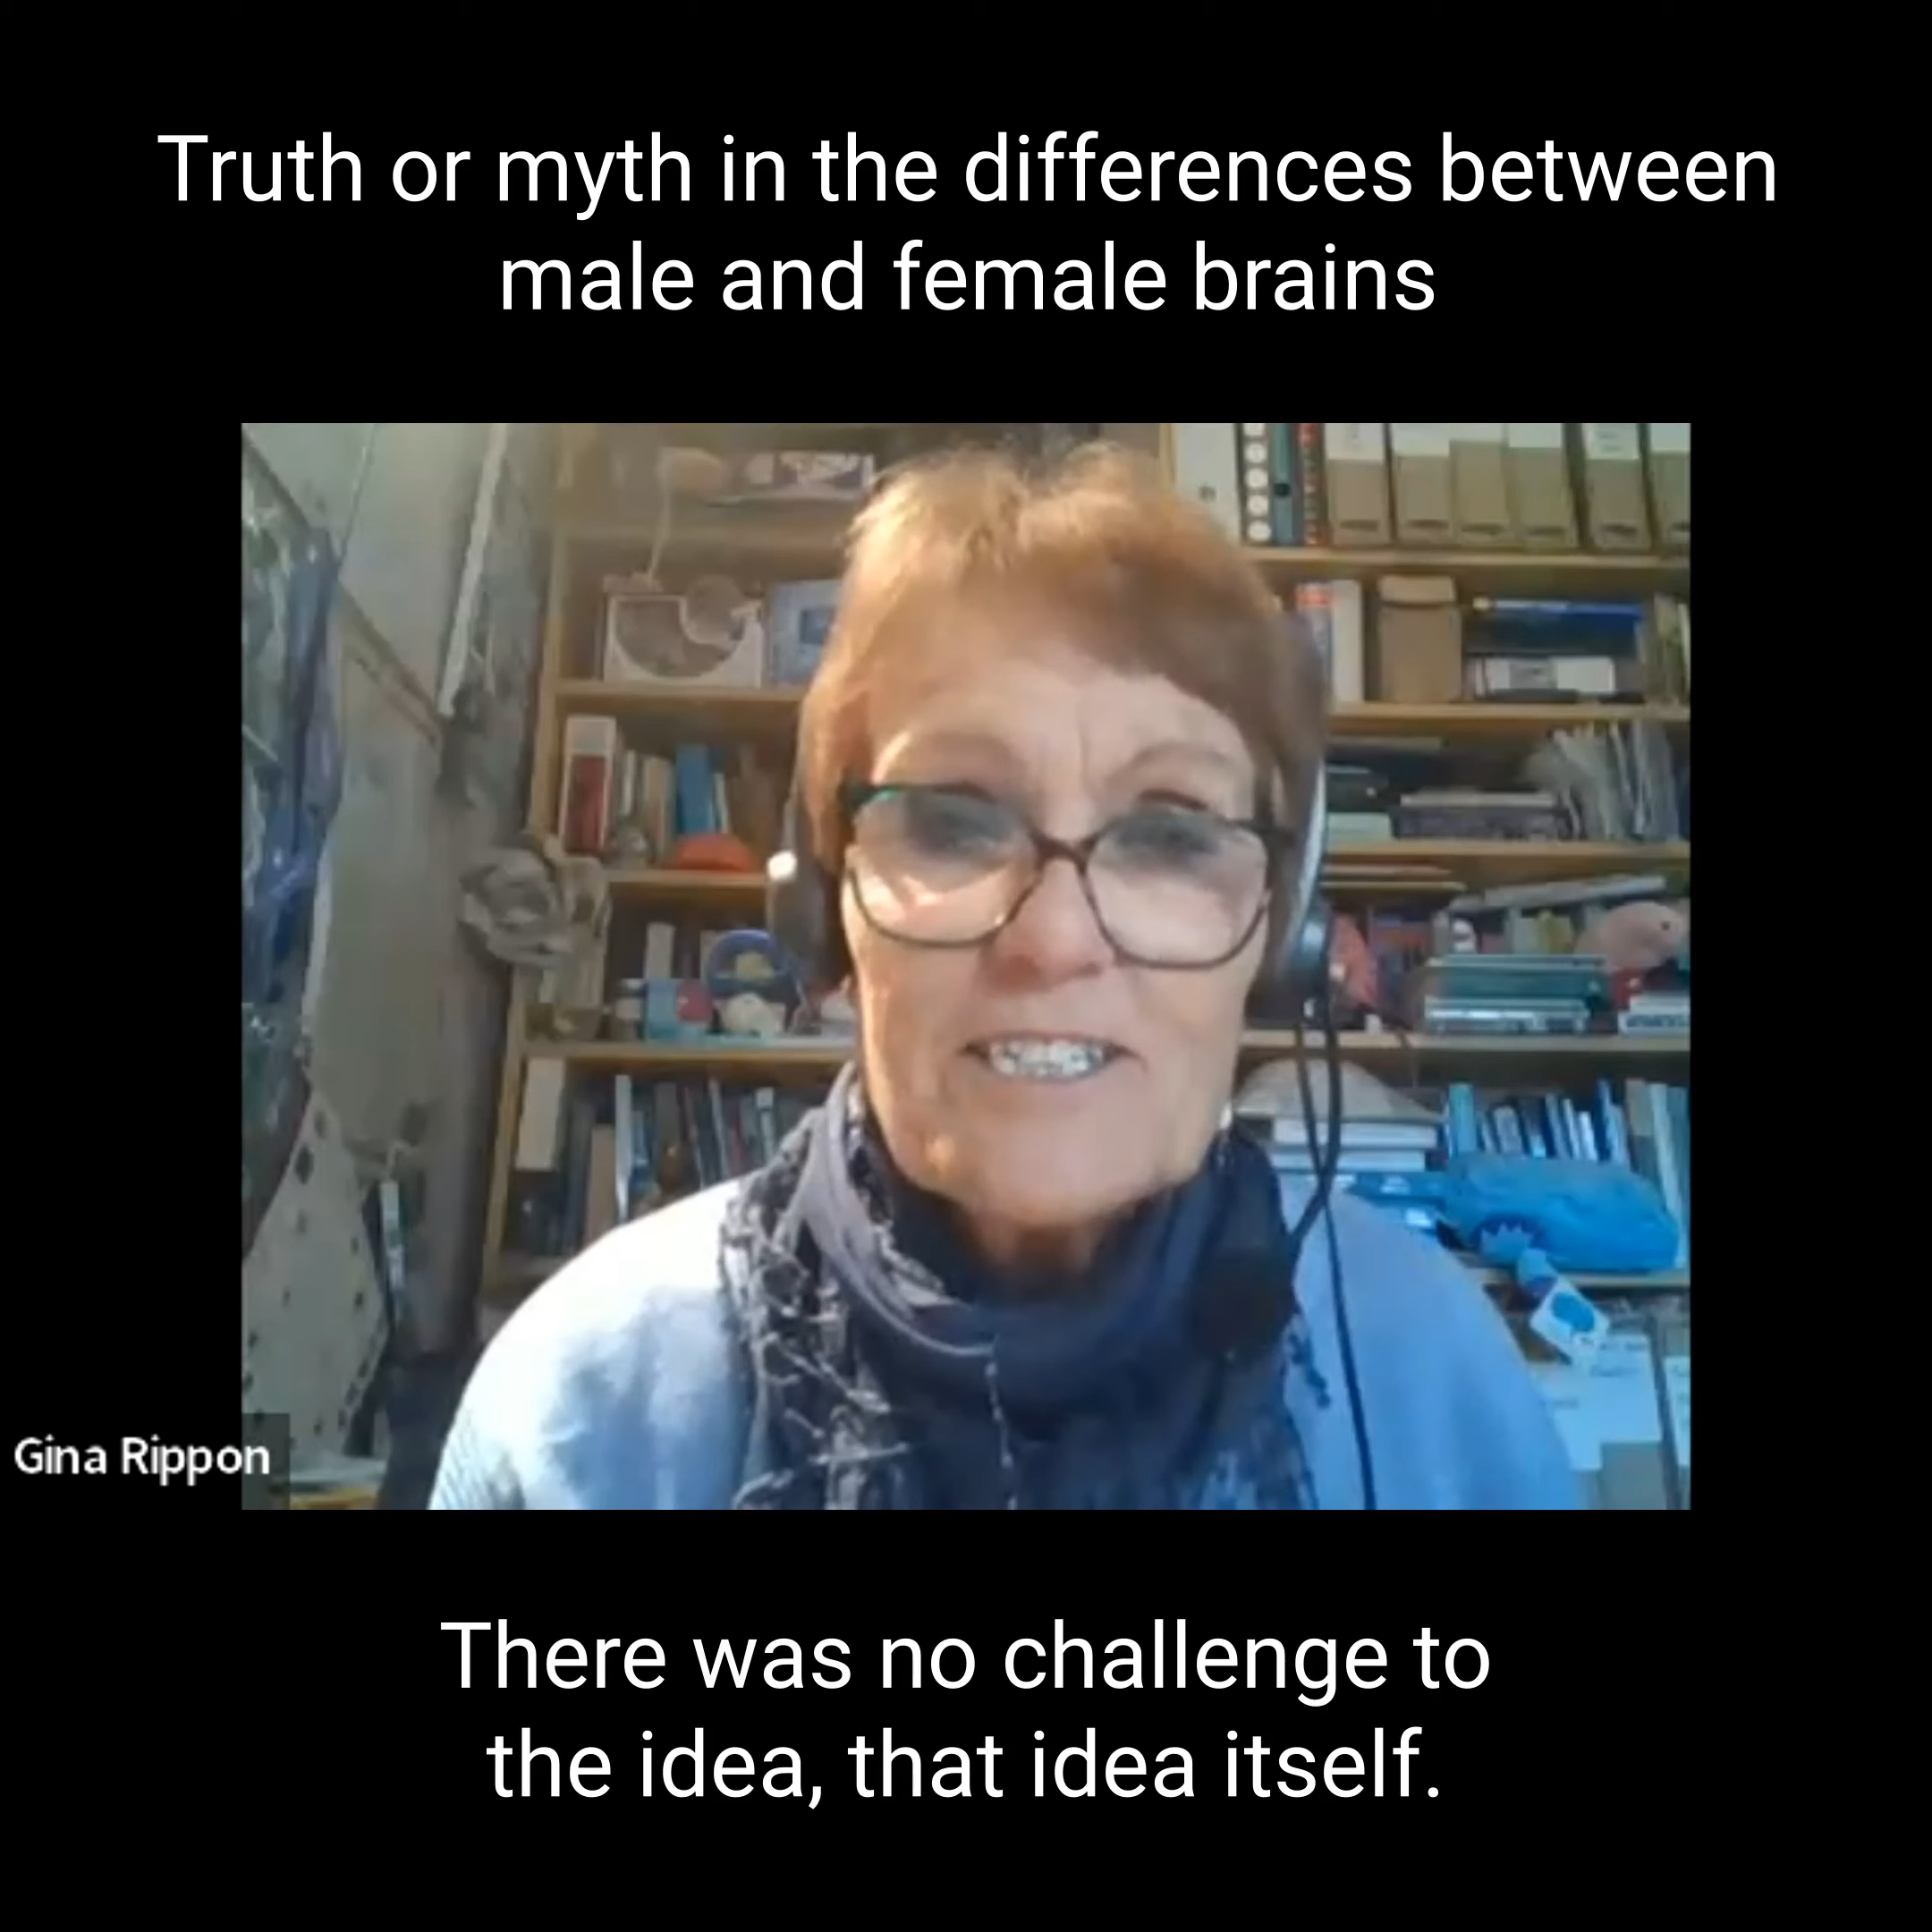 Truth or myth in the differences between
male and female brains
Gina Rippon
There was no challenge to
the idea, that idea itself.